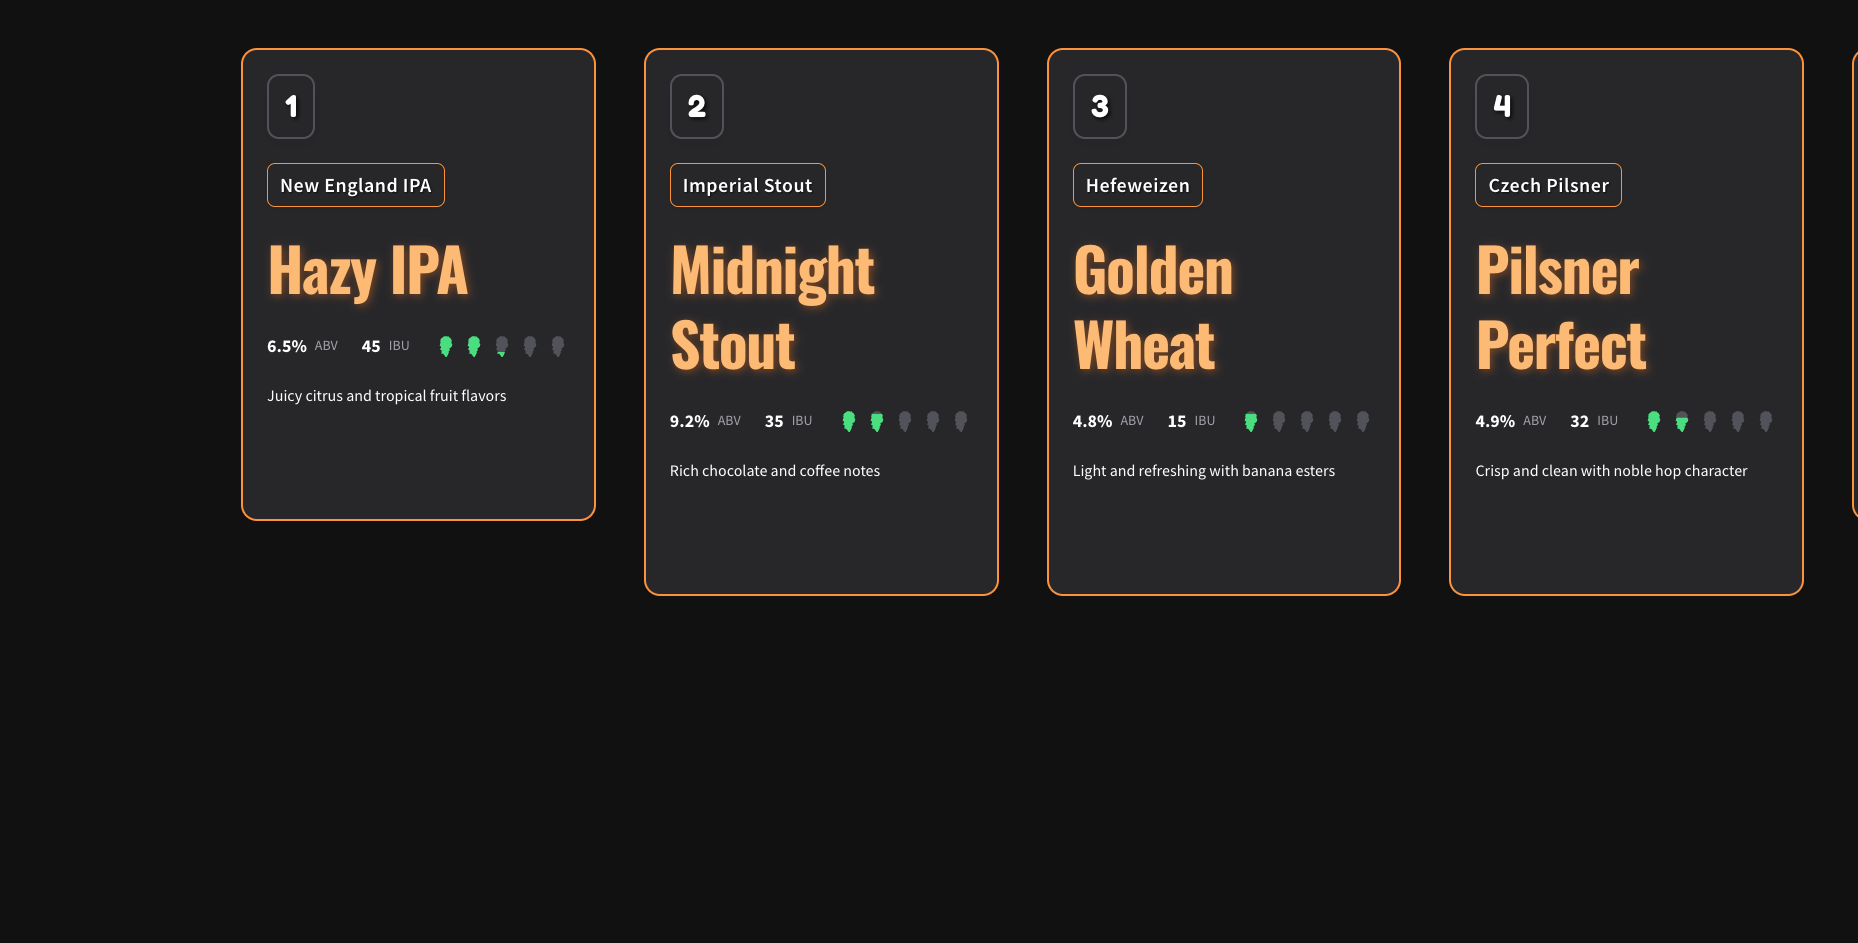 1
New England IPA
Hazy IPA
6.5% ABV 45 IBU
Juicy citrus and tropical fruit flavors
2
Imperial Stout
Midnight
Stout
9.2% ABV 35 IBU
Rich chocolate and coffee notes
3
Hefeweizen
Golden
Wheat
4.8% ABV 15 IBU
Light and refreshing with banana esters
4
Czech Pilsner
Pilsner
Perfect
4.9% ABV 32 IBU
Crisp and clean with noble hop character